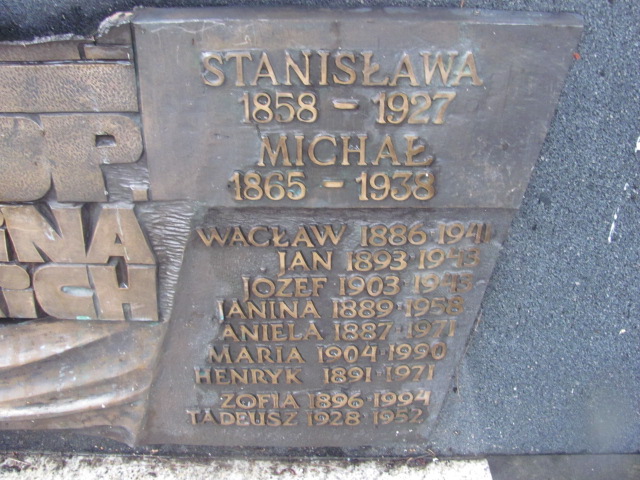 Ś.P.
STANISŁAWA
1858 – 1927
MICHAŁ
1865 – 1938
WACŁAW 1886·1941
JAN 1893·1943
JÓZEF 1903·1943
JANINA 1889·1958
ANIELA 1887·1971
MARIA 1904·1990
HENRYK 1891·1971
ZOFIA 1896·1994
TADEUSZ 1928·1952